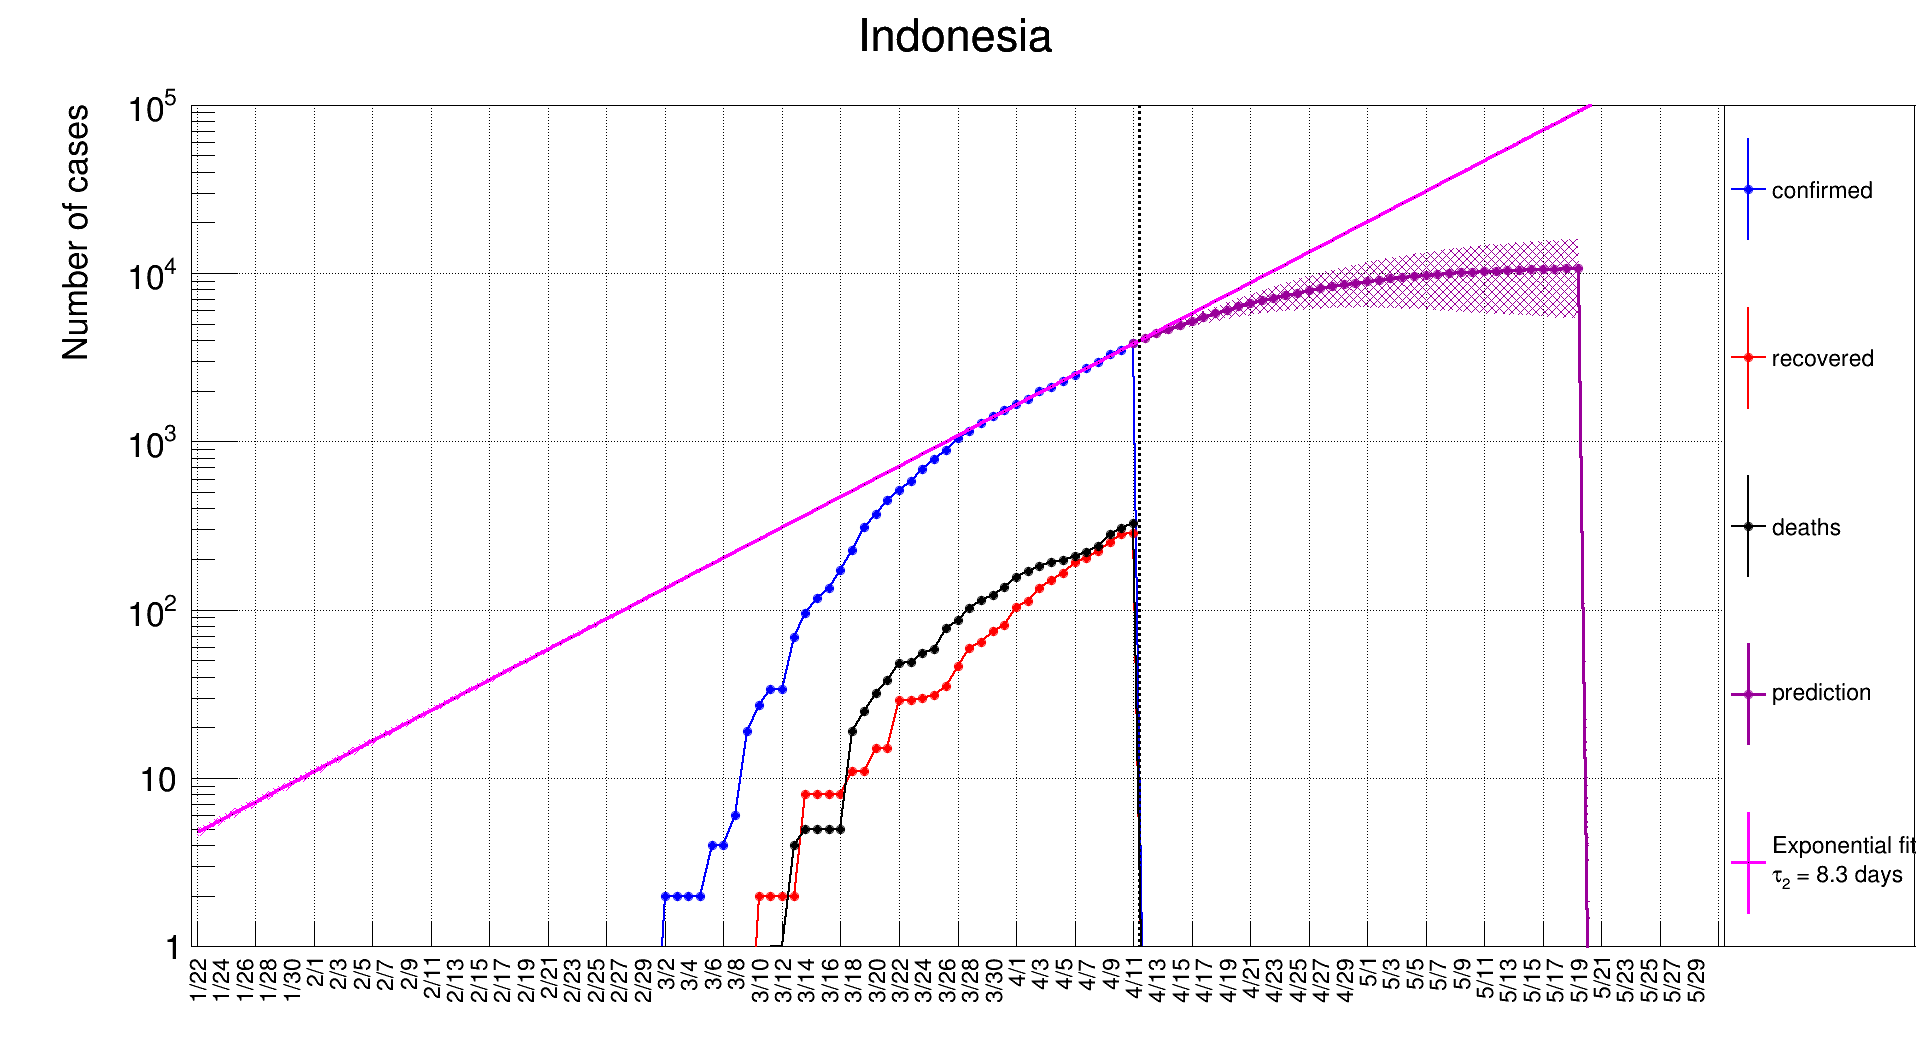 Indonesia
Number of cases
10^5
10^4
10^3
10^2
10
1
1/22 1/24 1/26 1/28 1/30 2/1 2/3 2/5 2/7 2/9 2/11 2/13 2/15 2/17 2/19 2/21 2/23 2/25 2/27 2/29 3/2 3/4 3/6 3/8 3/10 3/12 3/14 3/16 3/18 3/20 3/22 3/24 3/26 3/28 3/30 4/1 4/3 4/5 4/7 4/9 4/11 4/13 4/15 4/17 4/19 4/21 4/23 4/25 4/27 4/29 5/1 5/3 5/5 5/7 5/9 5/11 5/13 5/15 5/17 5/19 5/21 5/23 5/25 5/27 5/29
confirmed
recovered
deaths
prediction
Exponential fit
τ₂ = 8.3 days